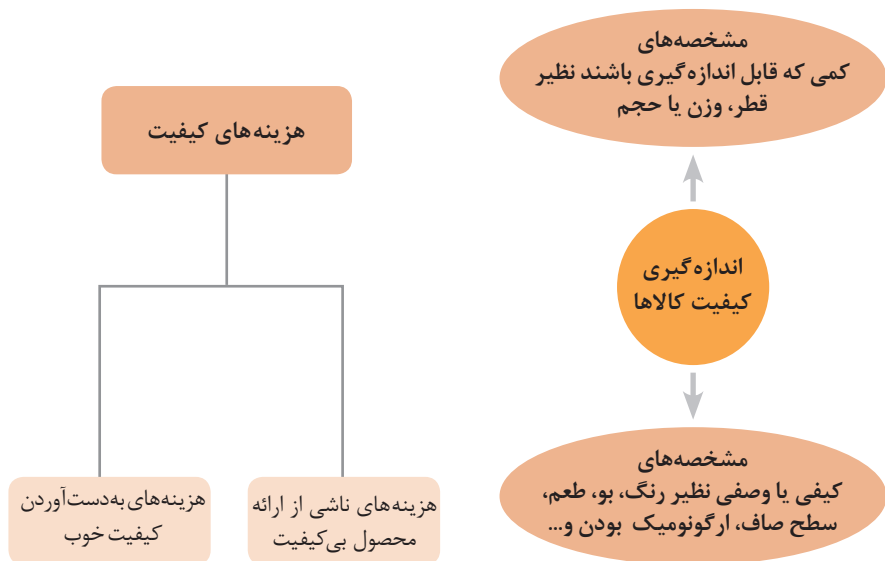 مشخصه‌های
کمی که قابل اندازه‌گیری باشند نظیر
قطر، وزن یا حجم
اندازه‌گیری
کیفیت کالاها
مشخصه‌های
کیفی یا وصفی نظیر رنگ، بو، طعم،
سطح صاف، ارگونومیک بودن و...
هزینه‌های کیفیت
هزینه‌های ناشی از ارائه
محصول بی‌کیفیت
هزینه‌های به‌دست‌آوردن
کیفیت خوب